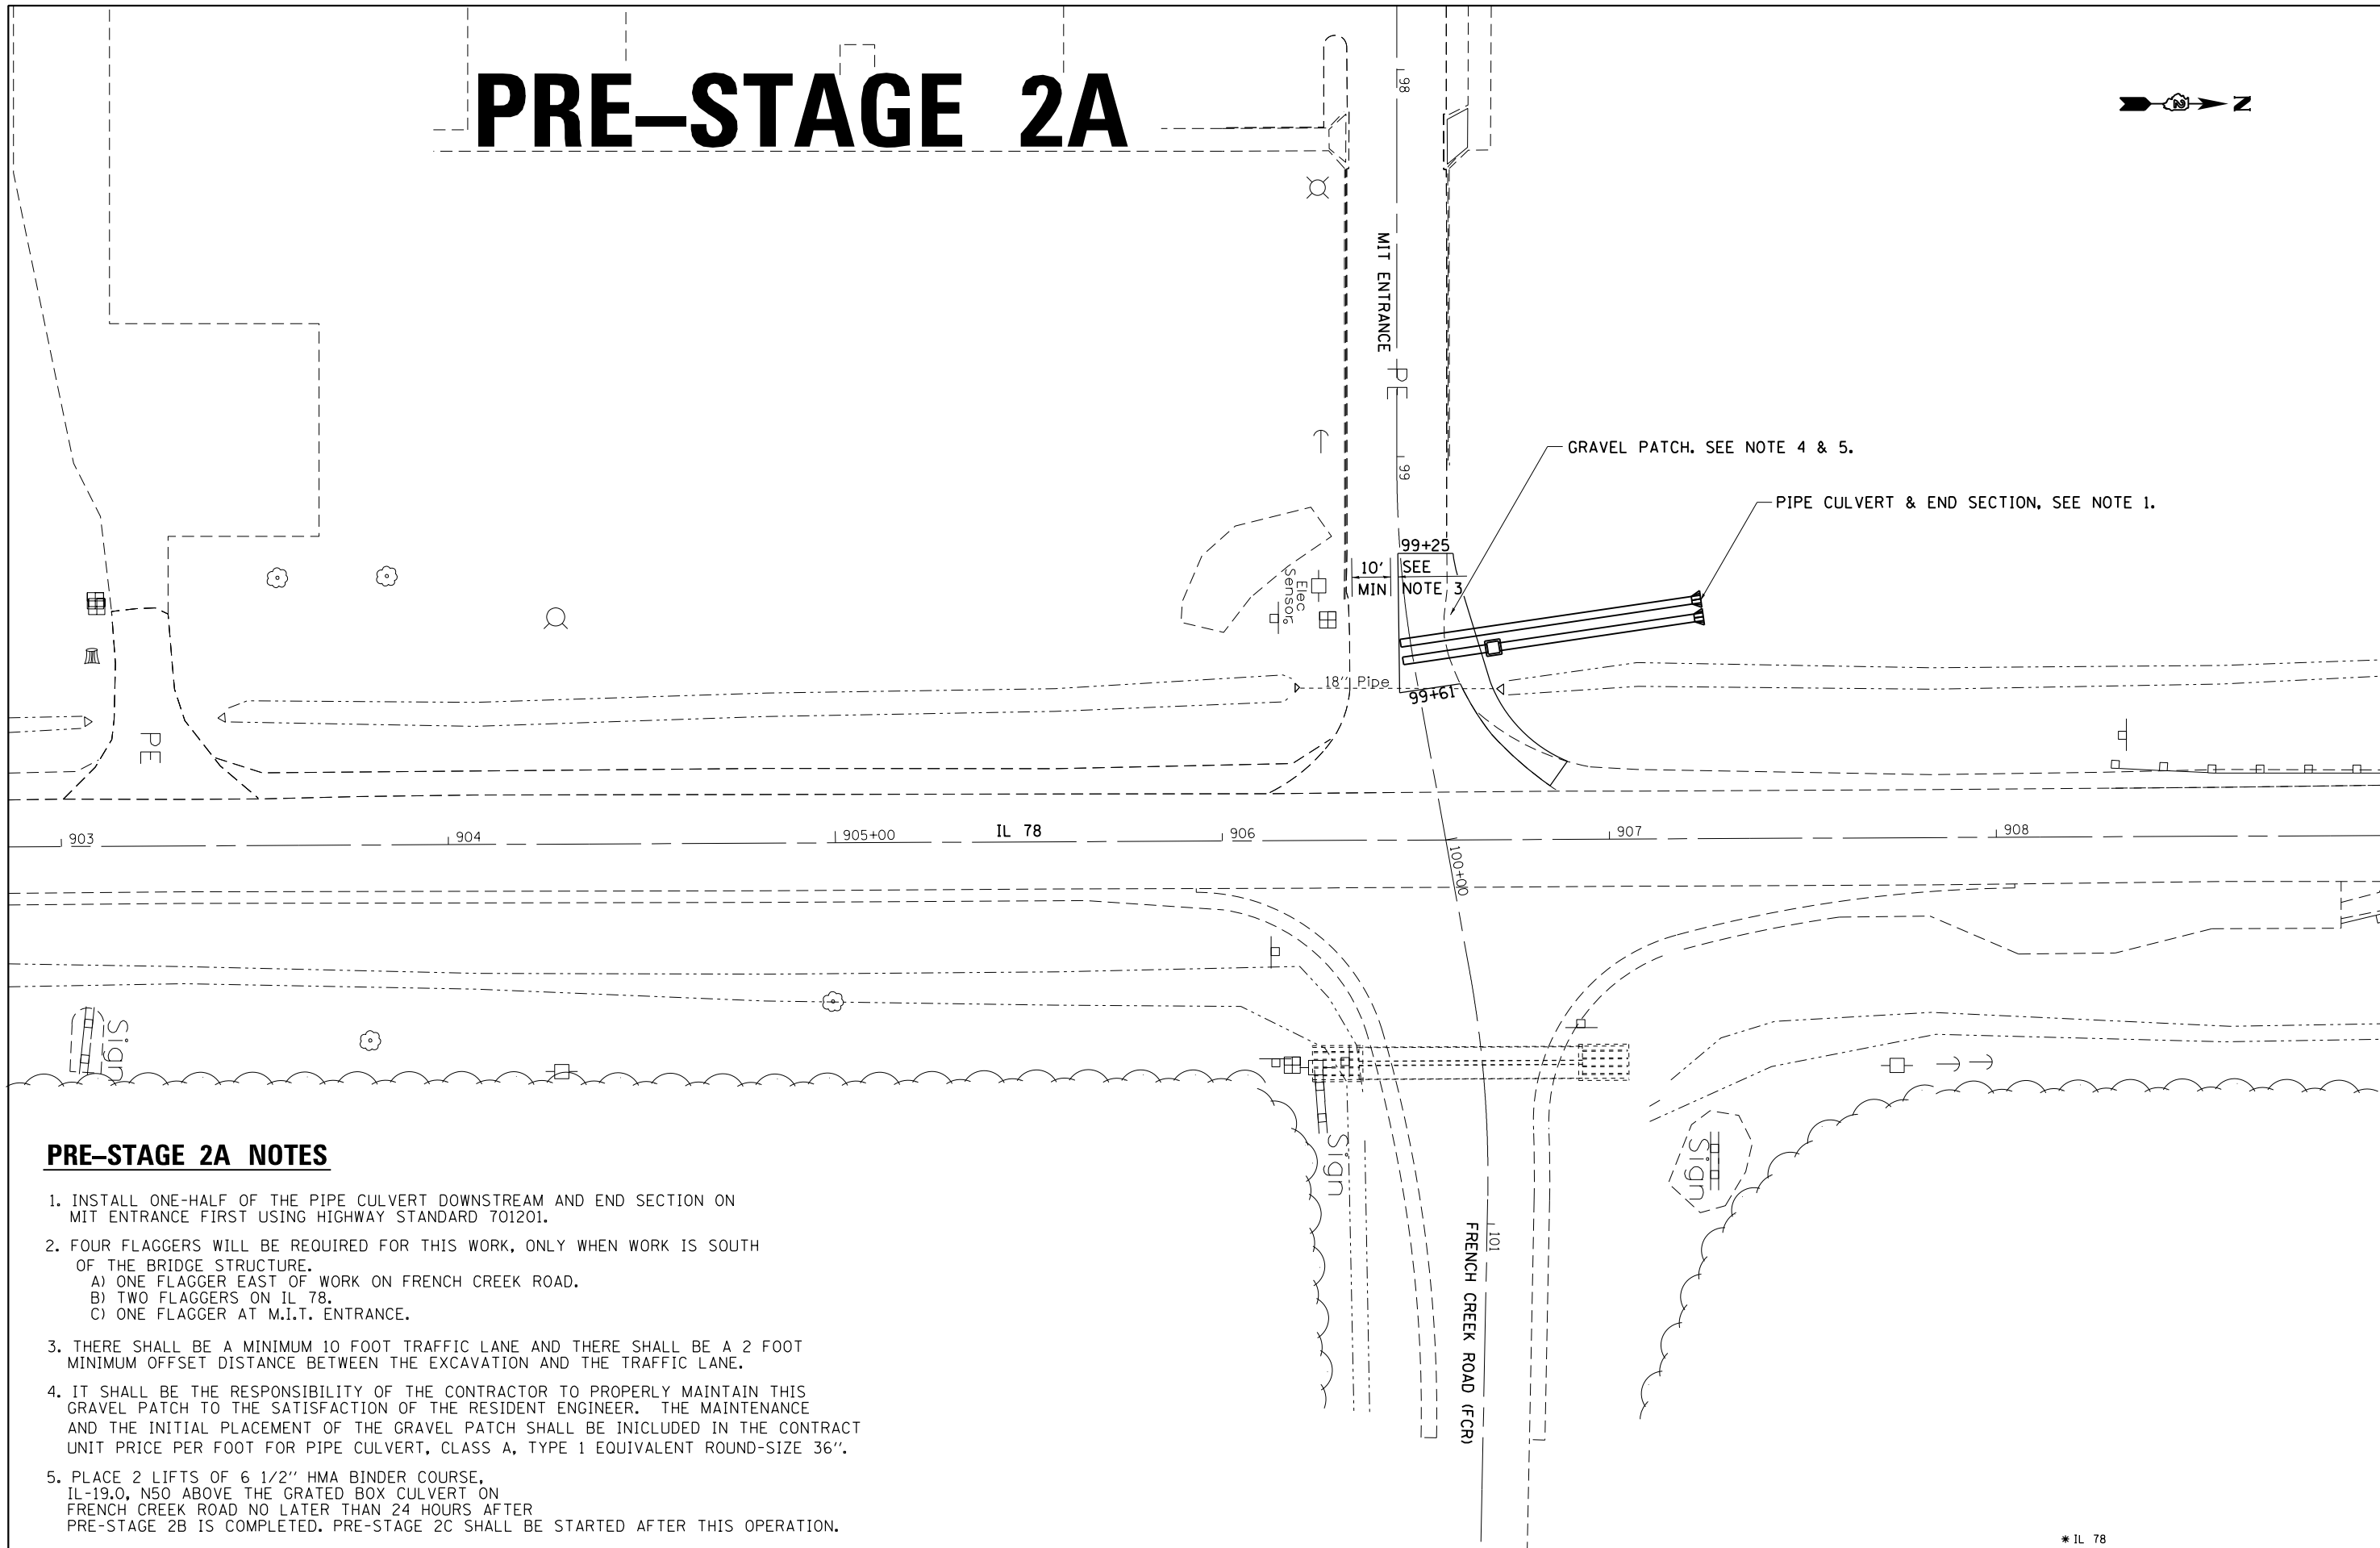 PRE–STAGE 2A
N
98
MIT ENTRANCE
PE
99
GRAVEL PATCH. SEE NOTE 4 & 5.
PIPE CULVERT & END SECTION, SEE NOTE 1.
99+25
10' SEE
MIN NOTE 3
Elec
Sensor
18" Pipe
99+61
PE
903
904
905+00
IL 78
906
907
908
100+00
Sign
Sign
Sign
101
FRENCH CREEK ROAD (FCR)
PRE–STAGE 2A NOTES
1. INSTALL ONE-HALF OF THE PIPE CULVERT DOWNSTREAM AND END SECTION ON
MIT ENTRANCE FIRST USING HIGHWAY STANDARD 701201.
2. FOUR FLAGGERS WILL BE REQUIRED FOR THIS WORK, ONLY WHEN WORK IS SOUTH
OF THE BRIDGE STRUCTURE.
A) ONE FLAGGER EAST OF WORK ON FRENCH CREEK ROAD.
B) TWO FLAGGERS ON IL 78.
C) ONE FLAGGER AT M.I.T. ENTRANCE.
3. THERE SHALL BE A MINIMUM 10 FOOT TRAFFIC LANE AND THERE SHALL BE A 2 FOOT
MINIMUM OFFSET DISTANCE BETWEEN THE EXCAVATION AND THE TRAFFIC LANE.
4. IT SHALL BE THE RESPONSIBILITY OF THE CONTRACTOR TO PROPERLY MAINTAIN THIS
GRAVEL PATCH TO THE SATISFACTION OF THE RESIDENT ENGINEER. THE MAINTENANCE
AND THE INITIAL PLACEMENT OF THE GRAVEL PATCH SHALL BE INICLUDED IN THE CONTRACT
UNIT PRICE PER FOOT FOR PIPE CULVERT, CLASS A, TYPE 1 EQUIVALENT ROUND-SIZE 36".
5. PLACE 2 LIFTS OF 6 1/2" HMA BINDER COURSE,
IL-19.0, N50 ABOVE THE GRATED BOX CULVERT ON
FRENCH CREEK ROAD NO LATER THAN 24 HOURS AFTER
PRE-STAGE 2B IS COMPLETED. PRE-STAGE 2C SHALL BE STARTED AFTER THIS OPERATION.
* IL 78